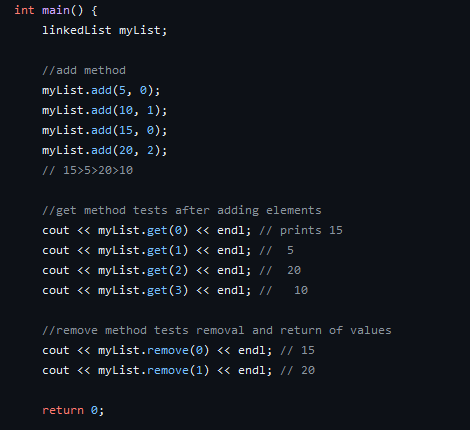 int main() {
    linkedList myList;

    //add method
    myList.add(5, 0);
    myList.add(10, 1);
    myList.add(15, 0);
    myList.add(20, 2);
    // 15>5>20>10

    //get method tests after adding elements
    cout << myList.get(0) << endl; // prints 15
    cout << myList.get(1) << endl; //  5
    cout << myList.get(2) << endl; //  20
    cout << myList.get(3) << endl; //   10

    //remove method tests removal and return of values
    cout << myList.remove(0) << endl; // 15
    cout << myList.remove(1) << endl; // 20

    return 0;